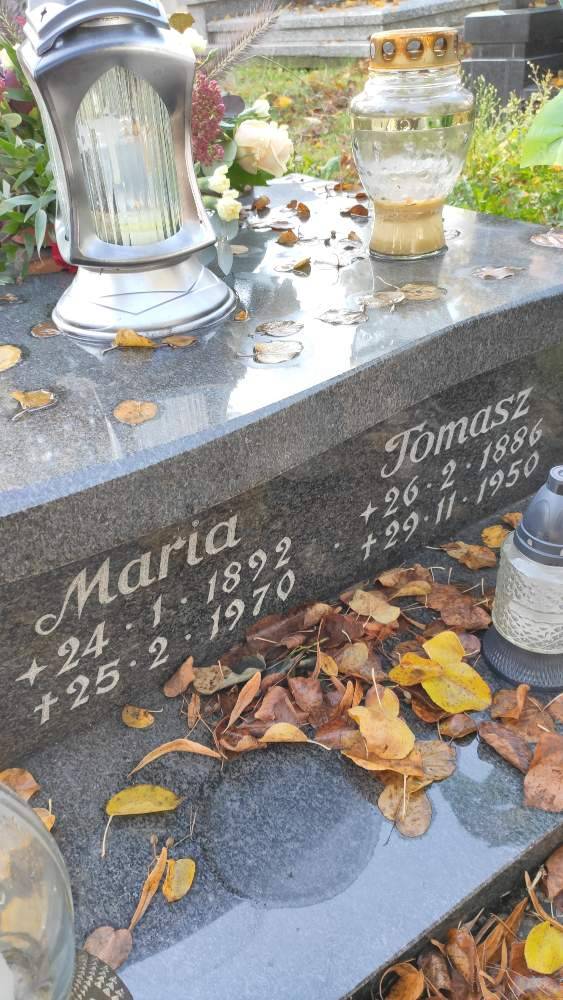 Maria
✦ 24 · 1 · 1892
✝ 25 · 2 · 1970
Tomasz
✦ 26 · 2 · 1886
✝ 29 · 11 · 1950